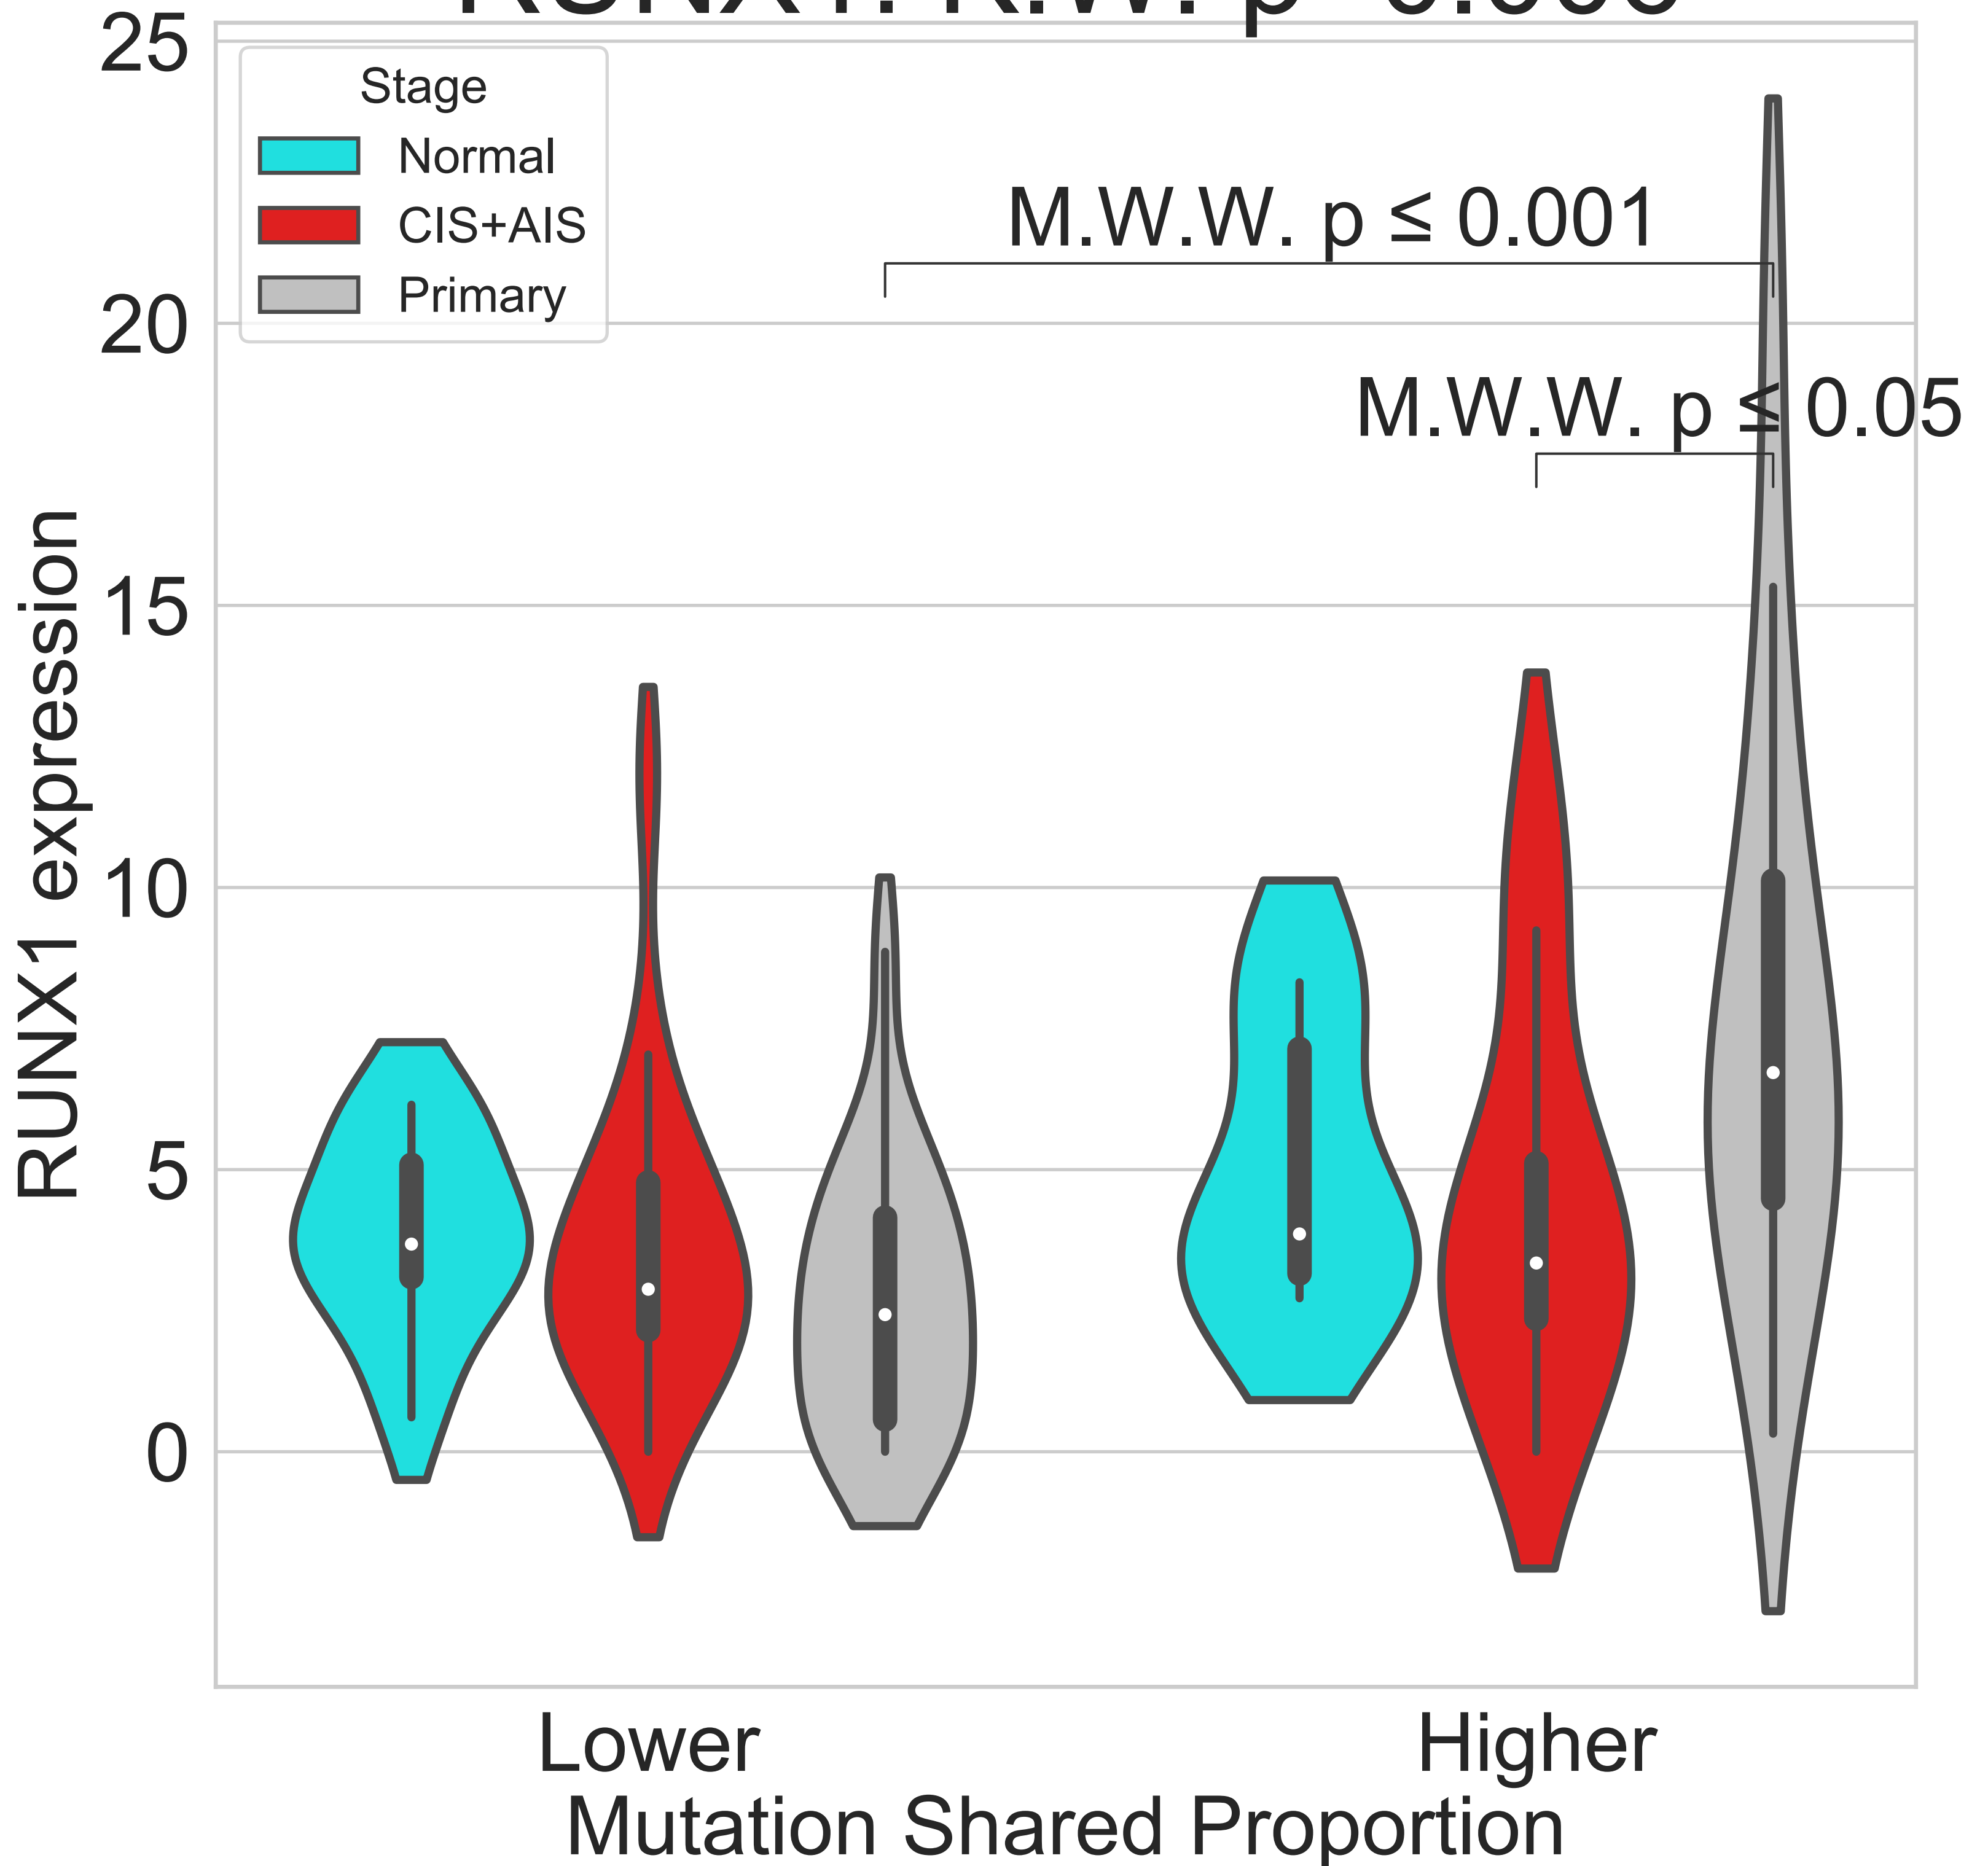 25
20
15
10
5
0
RUNX1 expression
Stage
Normal
CIS+AIS
Primary
M.W.W. p ≤ 0.001
M.W.W. p ≤ 0.05
Lower
Higher
Mutation Shared Proportion